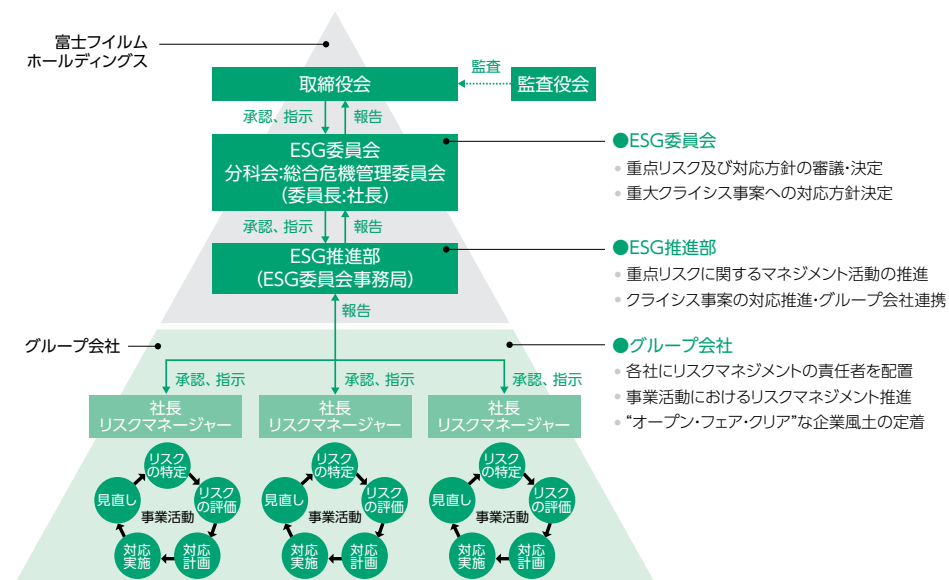 富士フイルム
ホールディングス
取締役会
監査
監査役会
承認、指示
報告
ESG委員会
分科会:総合危機管理委員会
(委員長:社長)
承認、指示
報告
ESG推進部
(ESG委員会事務局)
報告
●ESG委員会
• 重点リスク及び対応方針の審議・決定
• 重大クライシス事案への対応方針決定
●ESG推進部
• 重点リスクに関するマネジメント活動の推進
• クライシス事案の対応推進・グループ会社連携
グループ会社
●グループ会社
• 各社にリスクマネジメントの責任者を配置
• 事業活動におけるリスクマネジメント推進
• “オープン・フェア・クリア”な企業風土の定着
承認、指示
承認、指示
承認、指示
社長
リスクマネージャー
社長
リスクマネージャー
社長
リスクマネージャー
リスク
の特定
リスク
の評価
対応
計画
対応
実施
見直し
事業活動
リスク
の特定
リスク
の評価
対応
計画
対応
実施
見直し
事業活動
リスク
の特定
リスク
の評価
対応
計画
対応
実施
見直し
事業活動